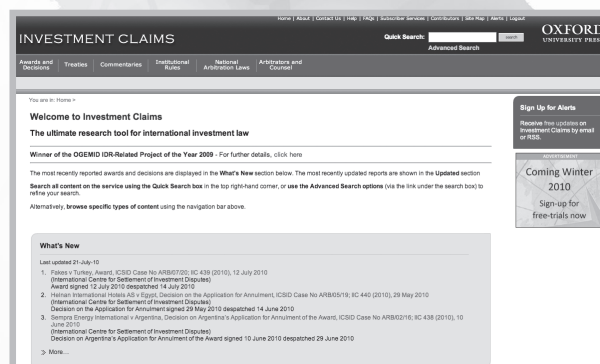 Home | About | Contact Us | Help | FAQs | Subscriber Services | Contributors | Site Map | Alerts | Logout
INVESTMENT CLAIMS
Quick Search:
search
OXFORD
UNIVERSITY PRESS
Advanced Search
Awards and Decisions
Treaties
Commentaries
Institutional Rules
National Arbitration Laws
Arbitrators and Counsel
You are in: Home >
Welcome to Investment Claims
The ultimate research tool for international investment law
Winner of the OGEMID IDR-Related Project of the Year 2009 - For further details, click here
The most recently reported awards and decisions are displayed in the What's New section below. The most recently updated reports are shown in the Updated section
Search all content on the service using the Quick Search box in the top right-hand corner, or use the Advanced Search options (via the link under the search box) to
refine your search.
Alternatively, browse specific types of content using the navigation bar above.
Sign Up for Alerts
Receive free updates on
Investment Claims by email
or RSS.
ADVERTISEMENT
Coming Winter
2010
Sign-up for
free-trials now
What's New
Last updated 21-July-10
1. Fakes v Turkey, Award, ICSID Case No ARB/07/20; IIC 439 (2010), 12 July 2010
(International Centre for Settlement of Investment Disputes)
Award signed 12 July 2010 despatched 14 July 2010
2. Helnan International Hotels AS v Egypt, Decision on the Application for Annulment, ICSID Case No ARB/05/19; IIC 440 (2010), 29 May 2010
(International Centre for Settlement of Investment Disputes)
Decision on the Application for Annulment signed 29 May 2010 despatched 14 June 2010
3. Sempra Energy International v Argentina, Decision on Argentina's Application for Annulment of the Award, ICSID Case No ARB/02/16; IIC 438 (2010), 10
June 2010
(International Centre for Settlement of Investment Disputes)
Decision on Argentina's Application for Annulment of the Award signed 10 June 2010 despatched 29 June 2010
» More...